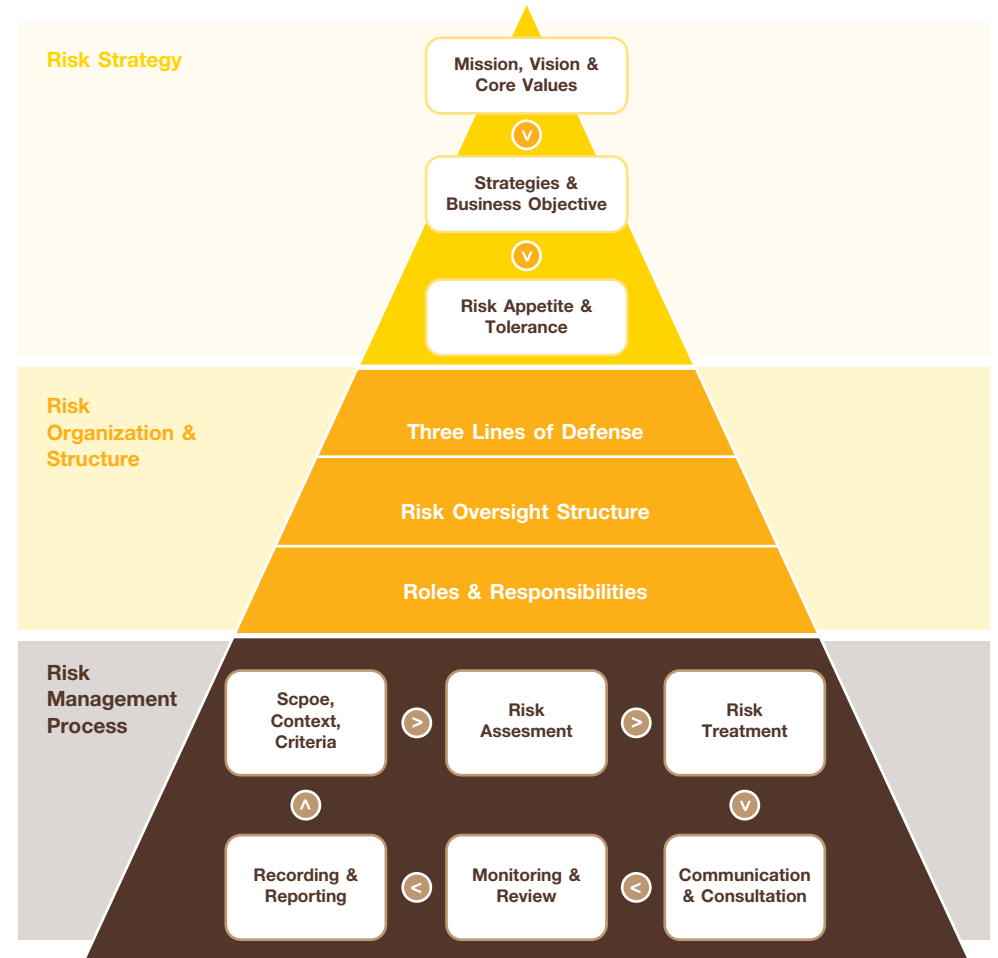 Risk Strategy
Mission, Vision &
Core Values
Strategies &
Business Objective
Risk Appetite &
Tolerance
Risk
Organization &
Structure
Three Lines of Defense
Risk Oversight Structure
Roles & Responsibilities
Risk
Management
Process
Scpoe,
Context,
Criteria
Risk
Assesment
Risk
Treatment
Recording &
Reporting
Monitoring &
Review
Communication
& Consultation